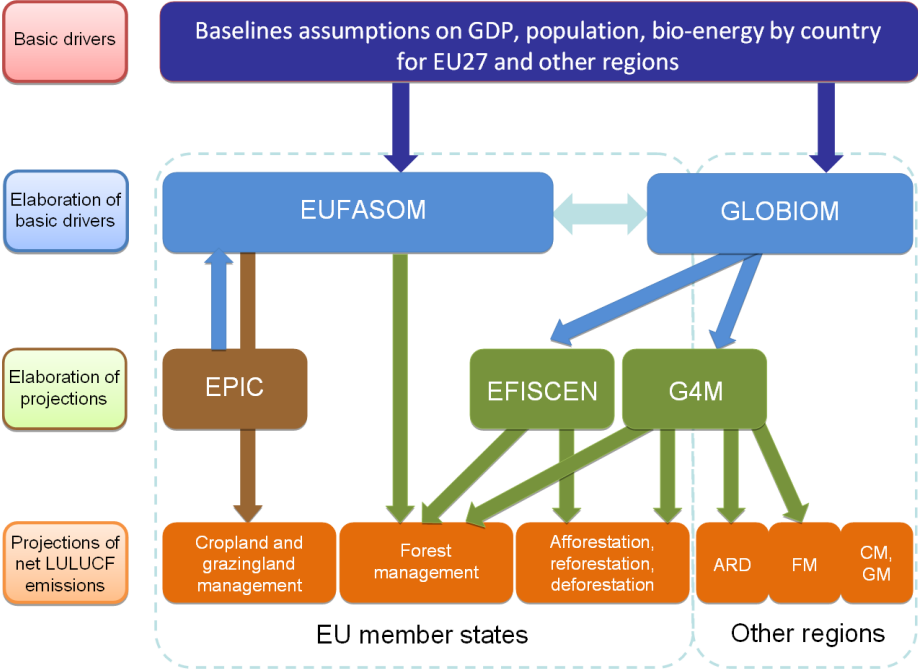 Basic drivers
Baselines assumptions on GDP, population, bio-energy by country
for EU27 and other regions
Elaboration of
basic drivers
EUFASOM
GLOBIOM
Elaboration of
projections
EPIC
EFISCEN
G4M
Projections of
net LULUCF
emissions
Cropland and
grazingland
management
Forest
management
Afforestation,
reforestation,
deforestation
ARD
FM
CM,
GM
EU member states
Other regions